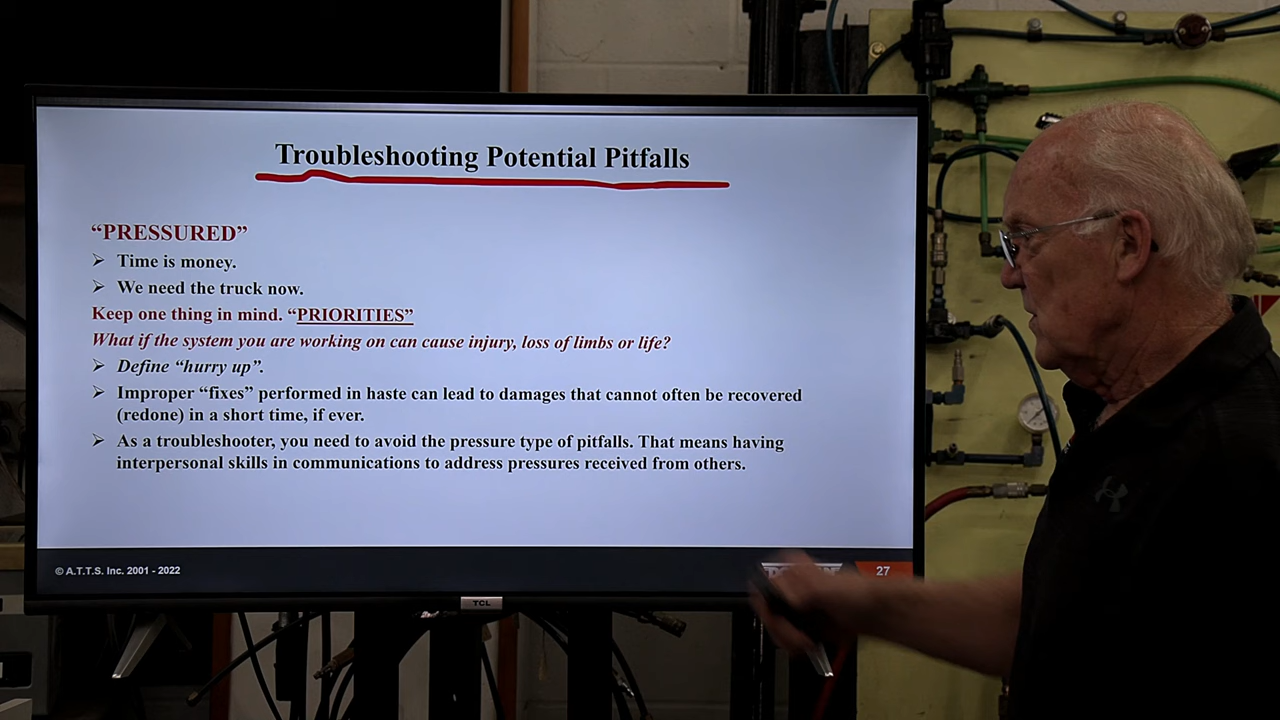 Troubleshooting Potential Pitfalls
“PRESSURED”
➢ Time is money.
➢ We need the truck now.
Keep one thing in mind. “PRIORITIES”
What if the system you are working on can cause injury, loss of limbs or life?
➢ Define “hurry up”.
➢ Improper “fixes” performed in haste can lead to damages that cannot often be recovered
(redone) in a short time, if ever.
➢ As a troubleshooter, you need to avoid the pressure type of pitfalls. That means having
interpersonal skills in communications to address pressures received from others.
© A.T.T.S. Inc. 2001 - 2022
27
TCL